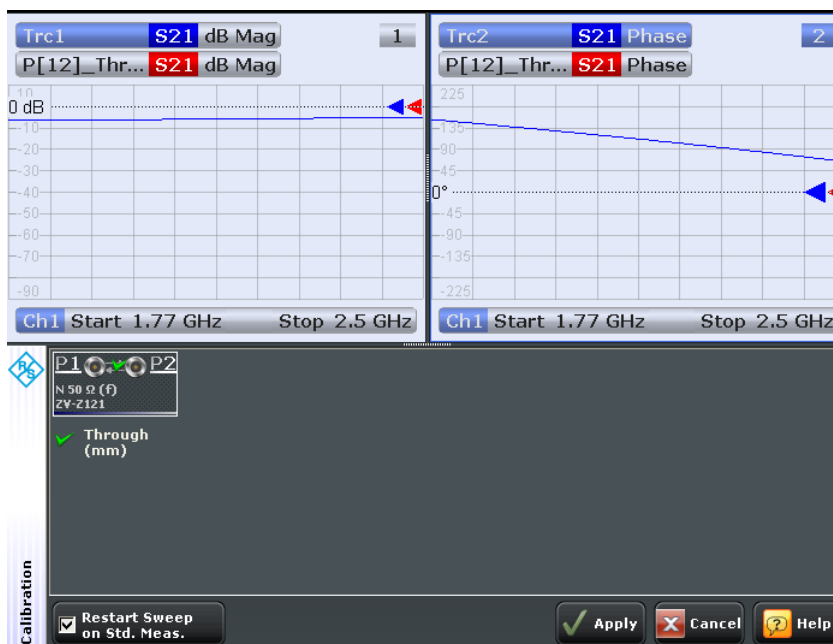 Trc1 S21 dB Mag 1
P[12]_Thr... S21 dB Mag
10
0 dB
-10
-20
-30
-40
-50
-60
-70
-90
Ch1 Start 1.77 GHz Stop 2.5 GHz
Trc2 S21 Phase 2
P[12]_Thr... S21 Phase
225
135
90
45
0°
-45
-90
-135
-225
Ch1 Start 1.77 GHz Stop 2.5 GHz
R&S
P1 P2
N 50 Ω (f)
ZV-Z121
Through
(mm)
Calibration
Restart Sweep
on Std. Meas.
Apply Cancel Help